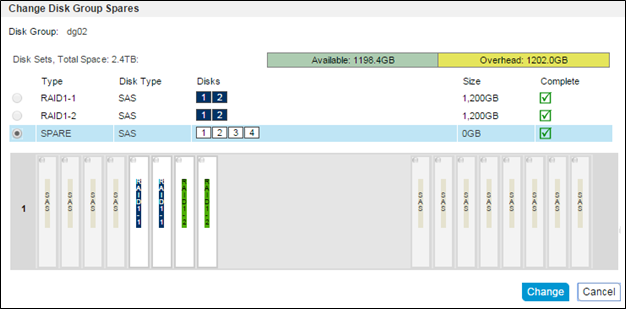 Change Disk Group Spares
Disk Group: dg02
Disk Sets, Total Space: 2.4TB:
Available: 1198.4GB
Overhead: 1202.0GB
Type Disk Type Disks Size Complete
RAID1-1 SAS 1 2 1,200GB
RAID1-2 SAS 1 2 1,200GB
SPARE SAS 1 2 3 4 0GB
1
SAS
SAS
SAS
SAS
RAID1-1
RAID1-1
RAID1-2
RAID1-2
SAS
SAS
SAS
SAS
SAS
SAS
SAS
SAS
Change
Cancel